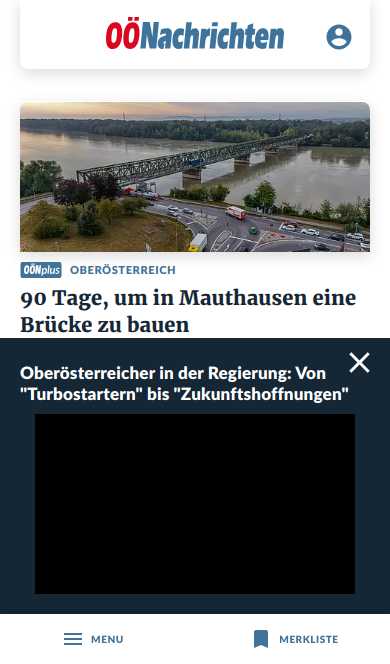 OÖNachrichten
OÖNplus OBERÖSTERREICH
90 Tage, um in Mauthausen eine
Brücke zu bauen
Oberösterreicher in der Regierung: Von
"Turbostartern" bis "Zukunftshoffnungen"
MENU MERKLISTE